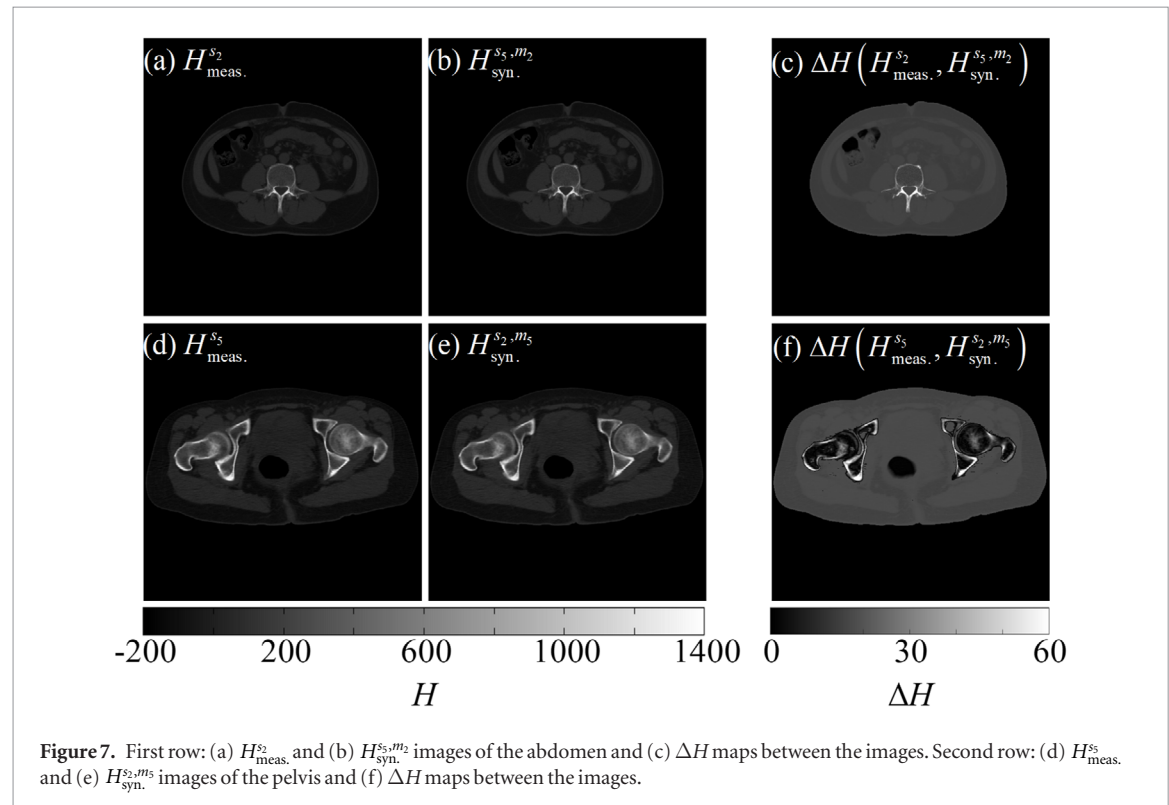 (a) H^{s_2}_{meas.}
(b) H^{s_5,m_2}_{syn.}
(c) ΔH(H^{s_2}_{meas.}, H^{s_5,m_2}_{syn.})
(d) H^{s_5}_{meas.}
(e) H^{s_2,m_5}_{syn.}
(f) ΔH(H^{s_5}_{meas.}, H^{s_2,m_5}_{syn.})
-200 200 600 1000 1400
H
0 30 60
ΔH
Figure 7. First row: (a) H^{s_2}_{meas.} and (b) H^{s_5,m_2}_{syn.} images of the abdomen and (c) ΔH maps between the images. Second row: (d) H^{s_5}_{meas.}
and (e) H^{s_2,m_5}_{syn.} images of the pelvis and (f) ΔH maps between the images.